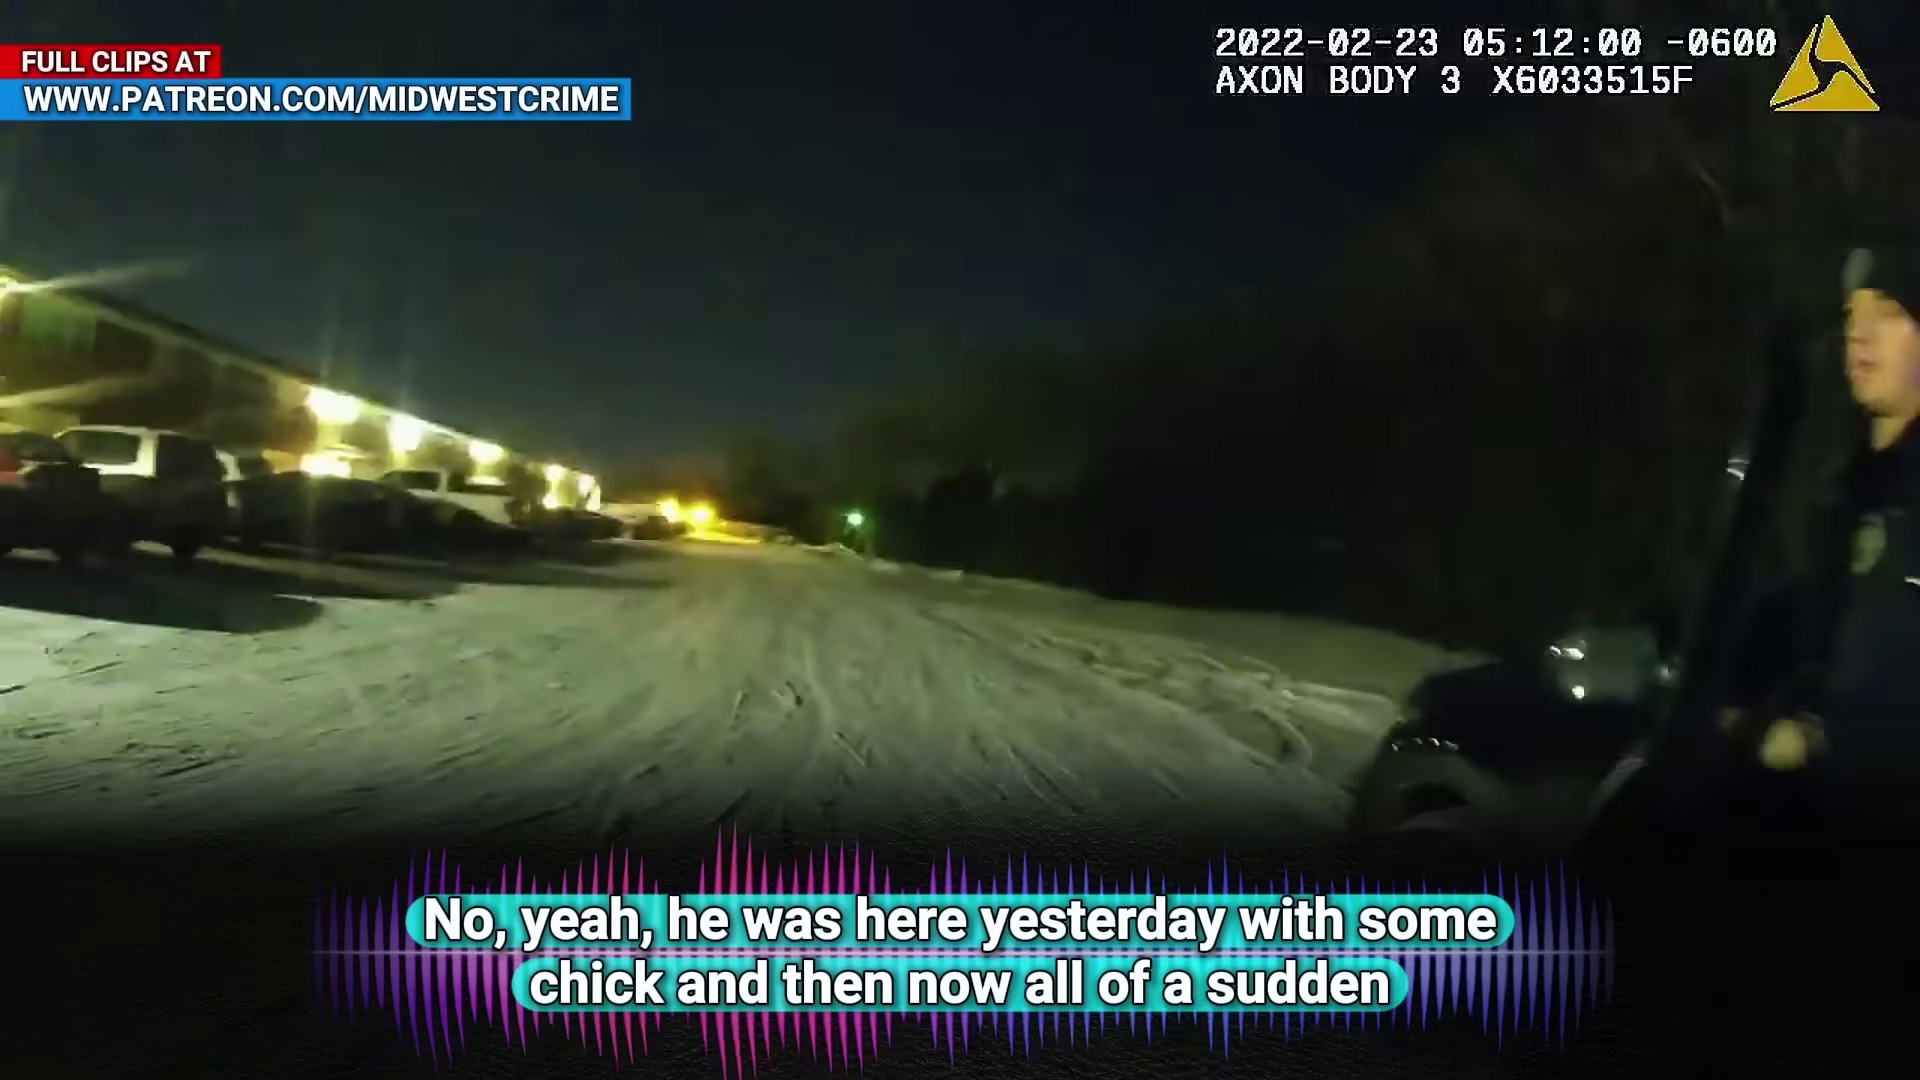 FULL CLIPS AT
WWW.PATREON.COM/MIDWESTCRIME
2022-02-23 05:12:00 -0600
AXON BODY 3 X6033515F
No, yeah, he was here yesterday with some
chick and then now all of a sudden